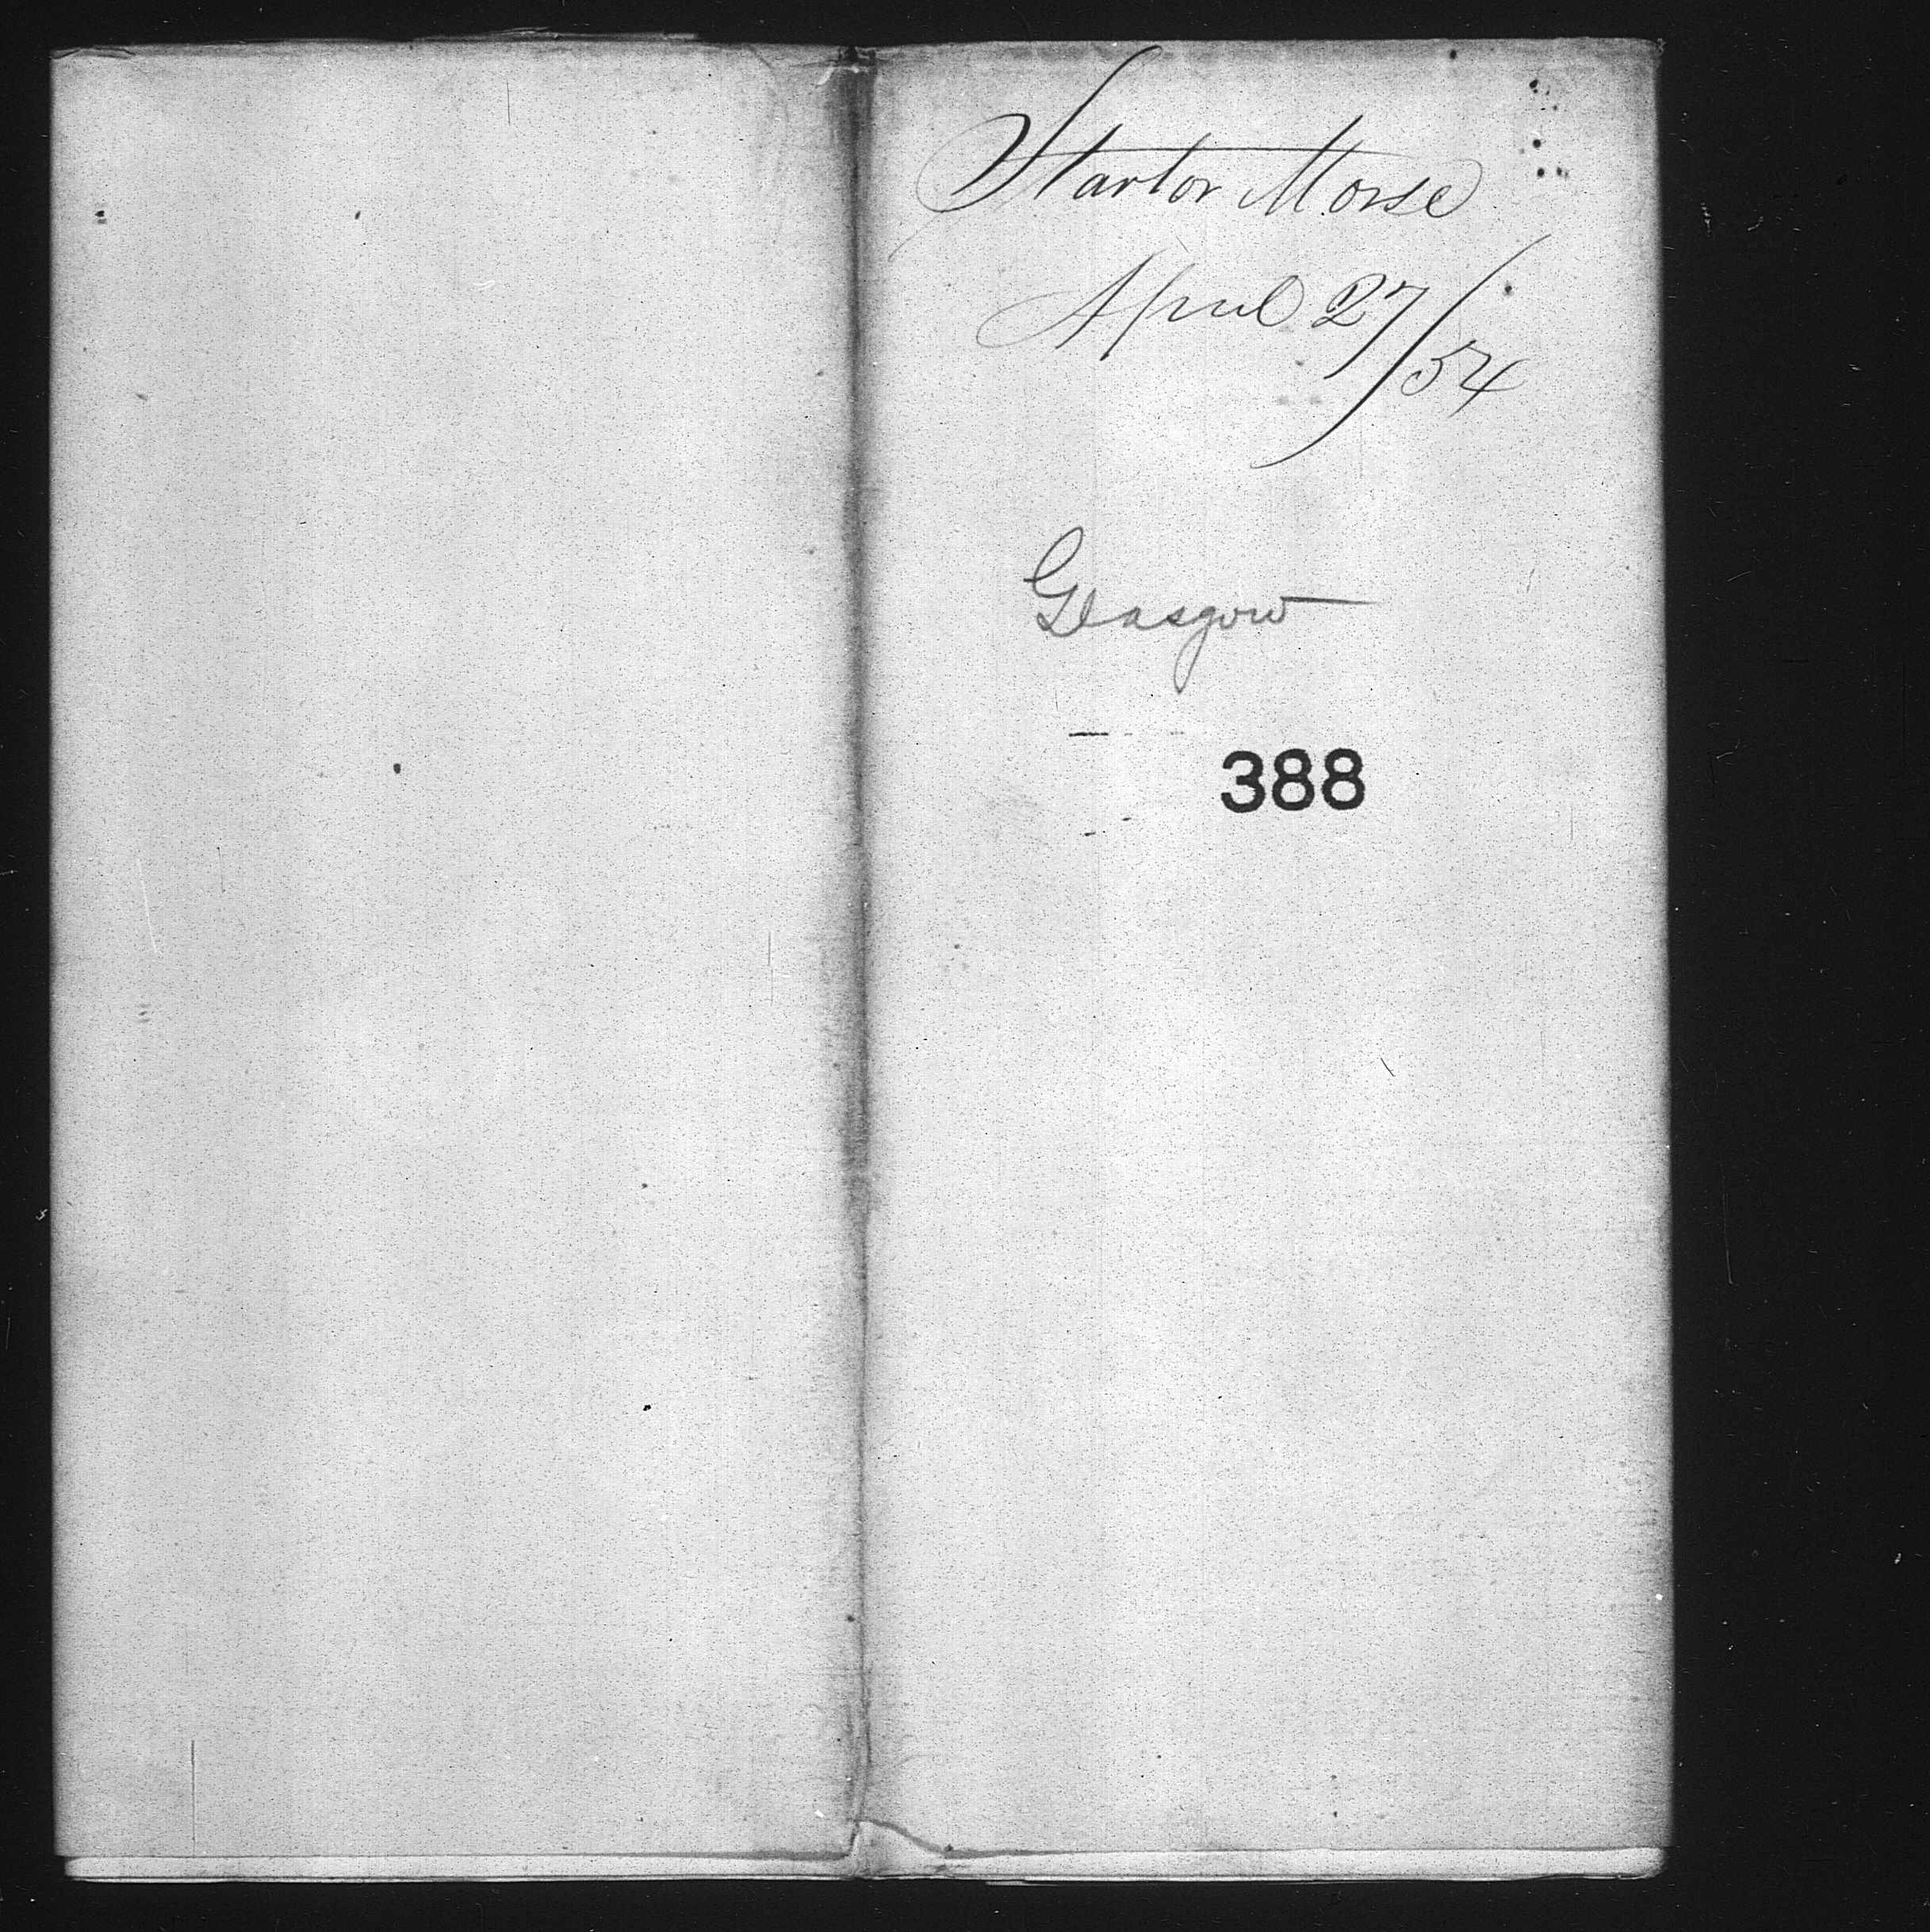 Startor Morse
April 27/54
Glasgow
388